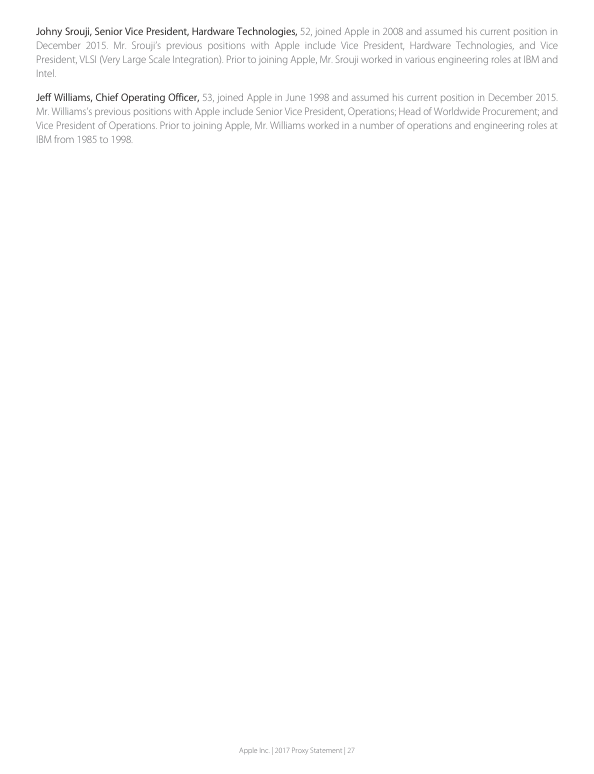 Johny Srouji, Senior Vice President, Hardware Technologies, 52, joined Apple in 2008 and assumed his current position in
December 2015. Mr. Srouji's previous positions with Apple include Vice President, Hardware Technologies, and Vice
President, VLSI (Very Large Scale Integration). Prior to joining Apple, Mr. Srouji worked in various engineering roles at IBM and
Intel.
Jeff Williams, Chief Operating Officer, 53, joined Apple in June 1998 and assumed his current position in December 2015.
Mr. Williams's previous positions with Apple include Senior Vice President, Operations; Head of Worldwide Procurement; and
Vice President of Operations. Prior to joining Apple, Mr. Williams worked in a number of operations and engineering roles at
IBM from 1985 to 1998.
Apple Inc. | 2017 Proxy Statement | 27